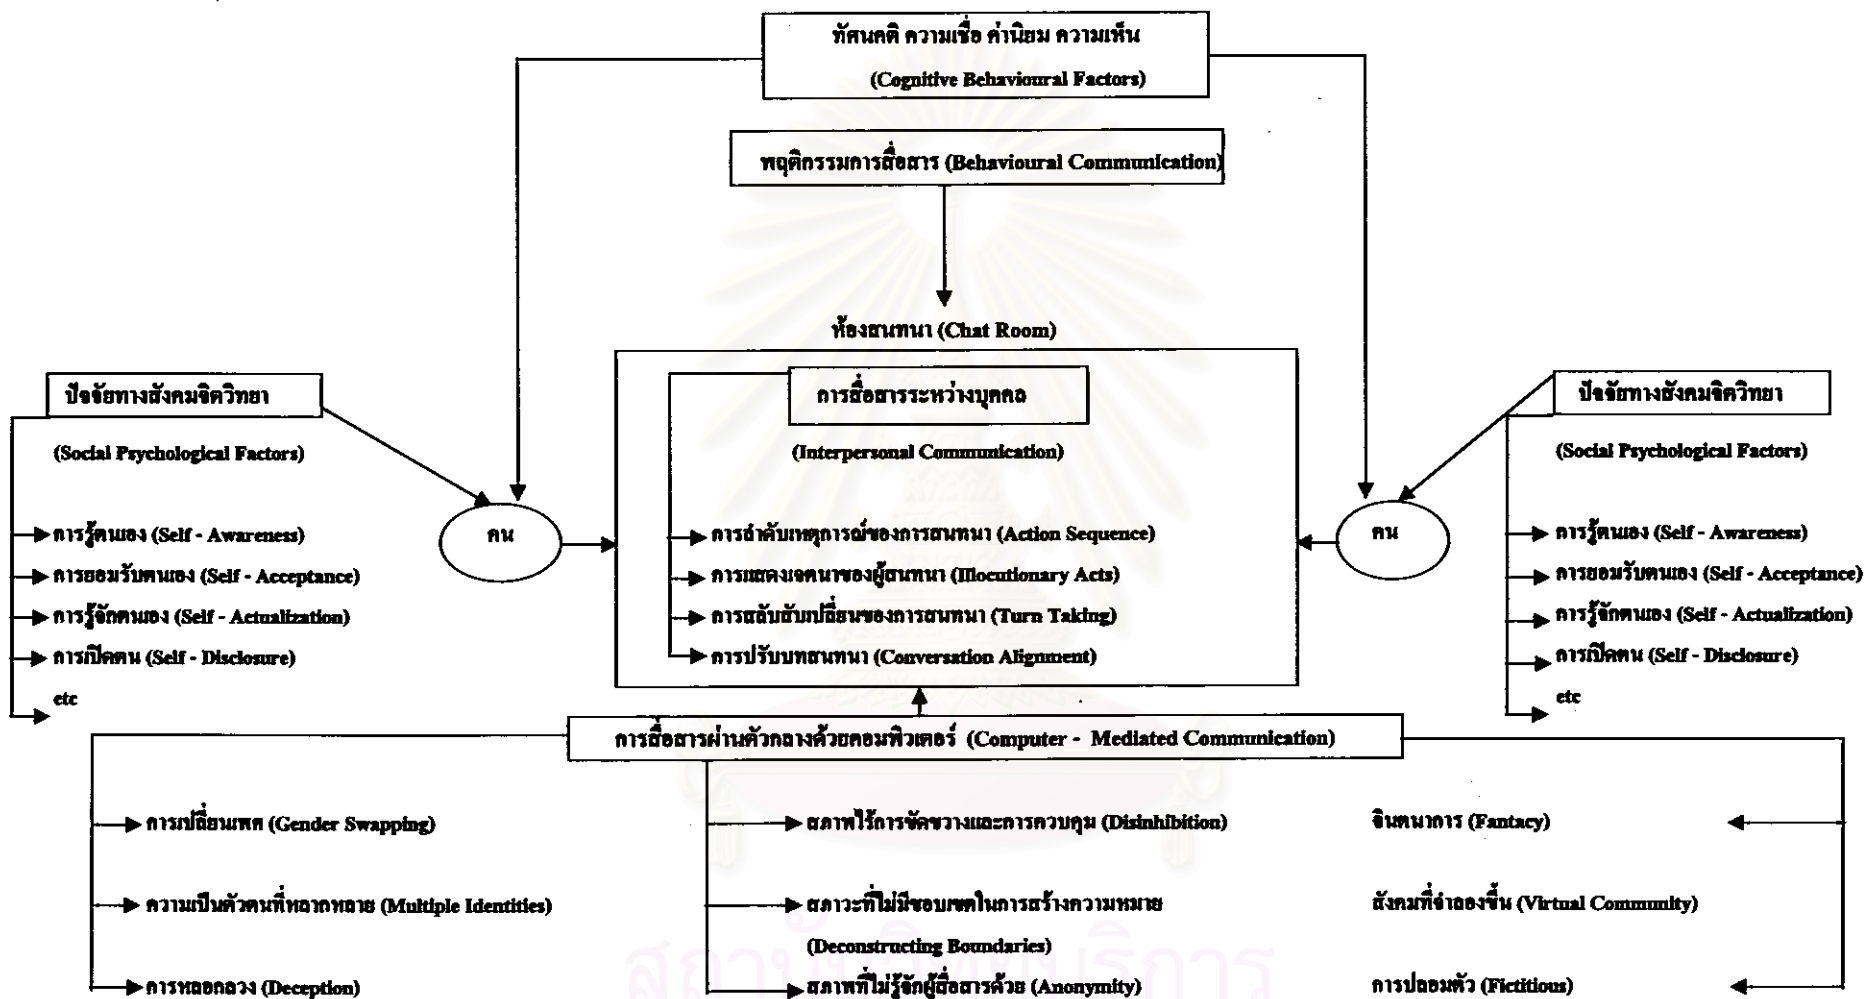 ทัศนคติ ความเชื่อ ค่านิยม ความเห็น
(Cognitive Behavioural Factors)
พฤติกรรมการสื่อสาร (Behavioural Communication)
ห้องสนทนา (Chat Room)
ปัจจัยทางสังคมจิตวิทยา
(Social Psychological Factors)
การรู้ตนเอง (Self - Awareness)
การยอมรับตนเอง (Self - Acceptance)
การรู้จักตนเอง (Self - Actualization)
การเปิดตน (Self - Disclosure)
etc
คน
การสื่อสารระหว่างบุคคล
(Interpersonal Communication)
การลำดับเหตุการณ์ของการสนทนา (Action Sequence)
การแสดงเจตนาของผู้สนทนา (Illocutionary Acts)
การสลับสับเปลี่ยนของการสนทนา (Turn Taking)
การปรับบทสนทนา (Conversation Alignment)
คน
ปัจจัยทางสังคมจิตวิทยา
(Social Psychological Factors)
การรู้ตนเอง (Self - Awareness)
การยอมรับตนเอง (Self - Acceptance)
การรู้จักตนเอง (Self - Actualization)
การเปิดตน (Self - Disclosure)
etc
การสื่อสารผ่านตัวกลางด้วยคอมพิวเตอร์ (Computer - Mediated Communication)
การเปลี่ยนเพศ (Gender Swapping)
ความเป็นตัวตนที่หลากหลาย (Multiple Identities)
การหลอกลวง (Deception)
สภาพไร้การขัดขวางและการควบคุม (Disinhibition)
สภาวะที่ไม่มีขอบเขตในการสร้างความหมาย
(Deconstructing Boundaries)
สภาพที่ไม่รู้จักผู้สื่อสารด้วย (Anonymity)
จินตนาการ (Fantacy)
สังคมที่จำลองขึ้น (Virtual Community)
การปลอมตัว (Fictitious)
สถาบันวิทยบริการ